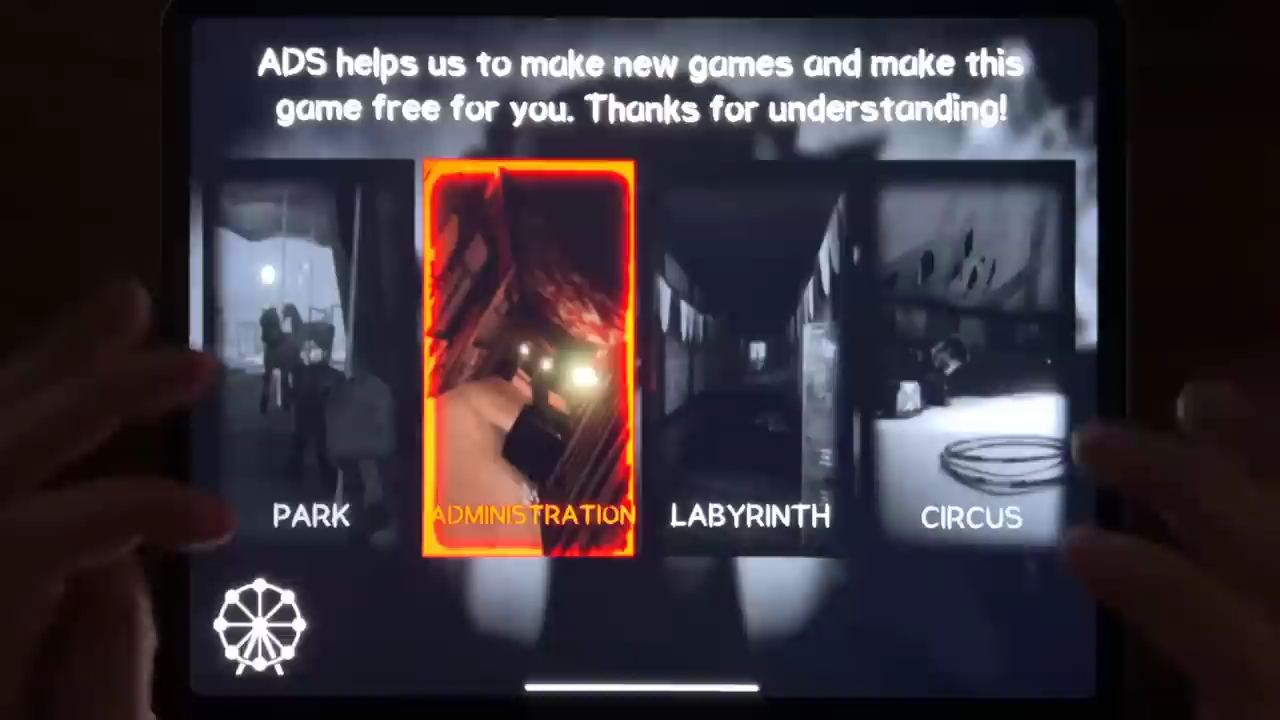 ADS helps us to make new games and make this
game free for you. Thanks for understanding!
PARK
ADMINISTRATION
LABYRINTH
CIRCUS